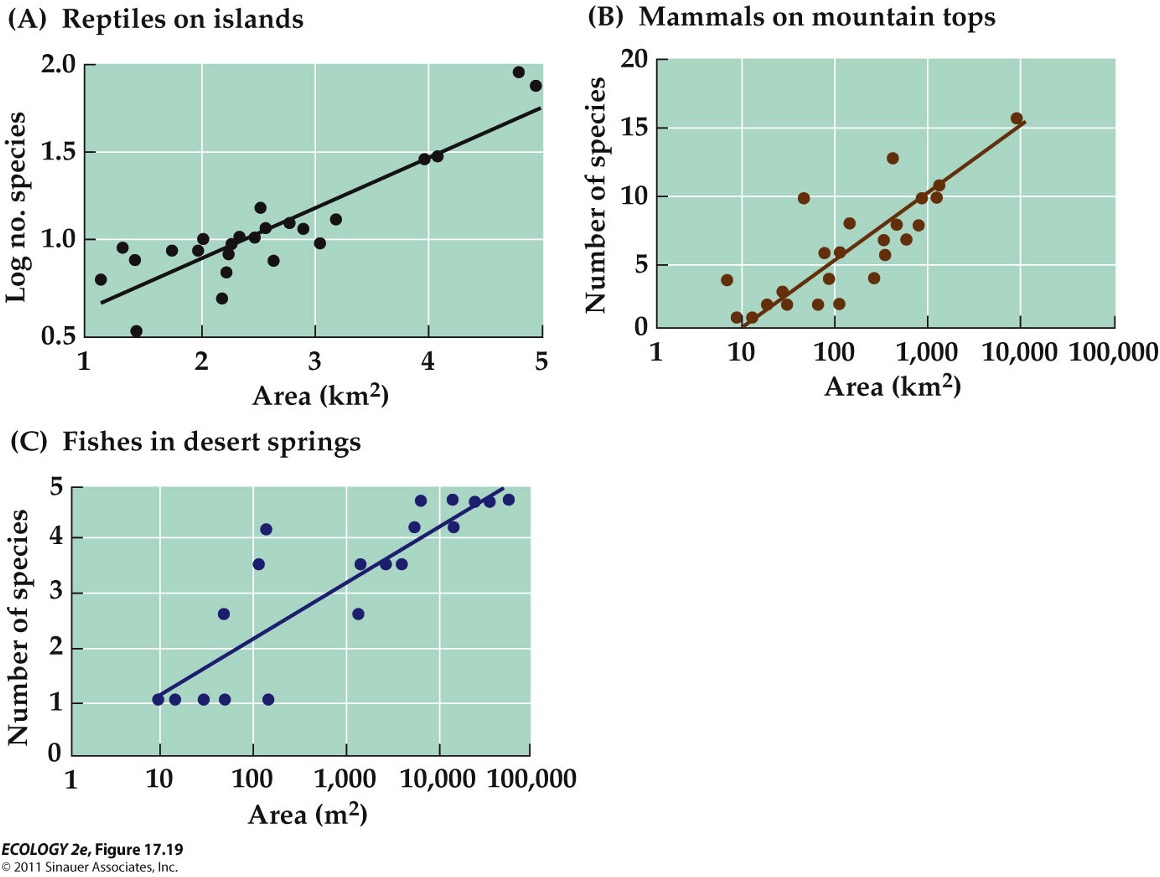 (A) Reptiles on islands
2.0
1.5
1.0
0.5
Log no. species
1 2 3 4 5
Area (km²)
(B) Mammals on mountain tops
20
15
10
5
0
Number of species
1 10 100 1,000 10,000 100,000
Area (km²)
(C) Fishes in desert springs
5
4
3
2
1
0
Number of species
1 10 100 1,000 10,000 100,000
Area (m²)
ECOLOGY 2e, Figure 17.19
© 2011 Sinauer Associates, Inc.